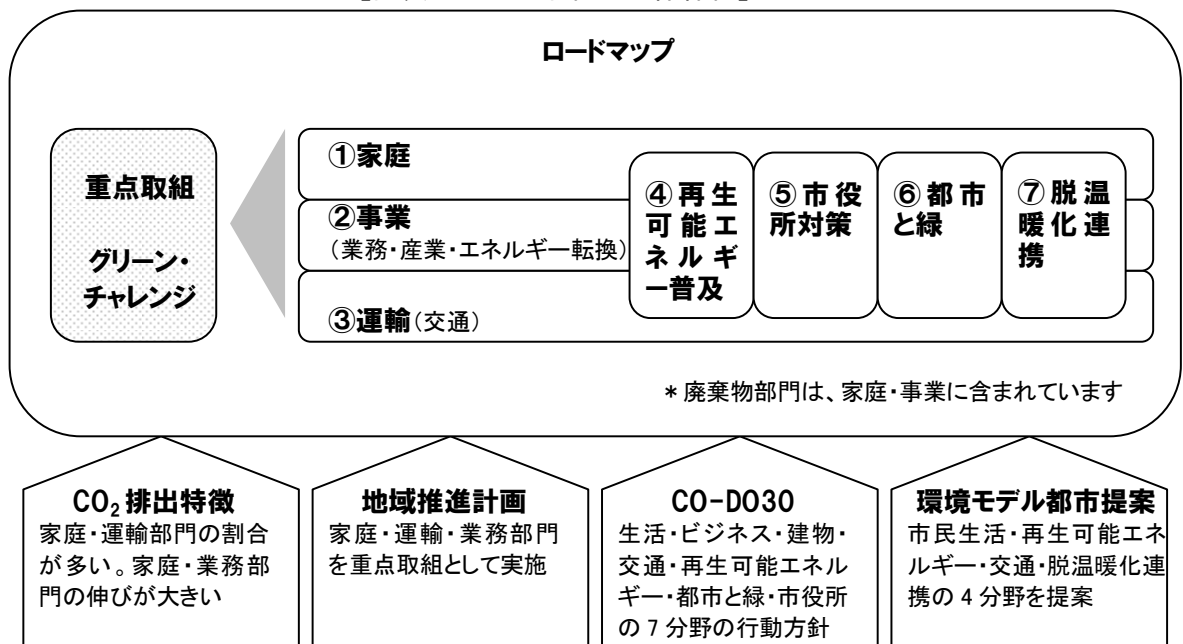 ロードマップ
重点取組
グリーン・
チャレンジ
①家庭
②事業
(業務・産業・エネルギー転換)
③運輸(交通)
④再生
可能エ
ネルギ
ー普及
⑤市役
所対策
⑥都市
と緑
⑦脱温
暖化連
携
*廃棄物部門は、家庭・事業に含まれています
CO₂排出特徴
家庭・運輸部門の割合
が多い。家庭・業務部
門の伸びが大きい
地域推進計画
家庭・運輸・業務部門
を重点取組として実施
CO-DO30
生活・ビジネス・建物・
交通・再生可能エネル
ギー・都市と緑・市役所
の7分野の行動方針
環境モデル都市提案
市民生活・再生可能エネ
ルギー・交通・脱温暖化連
携の4分野を提案